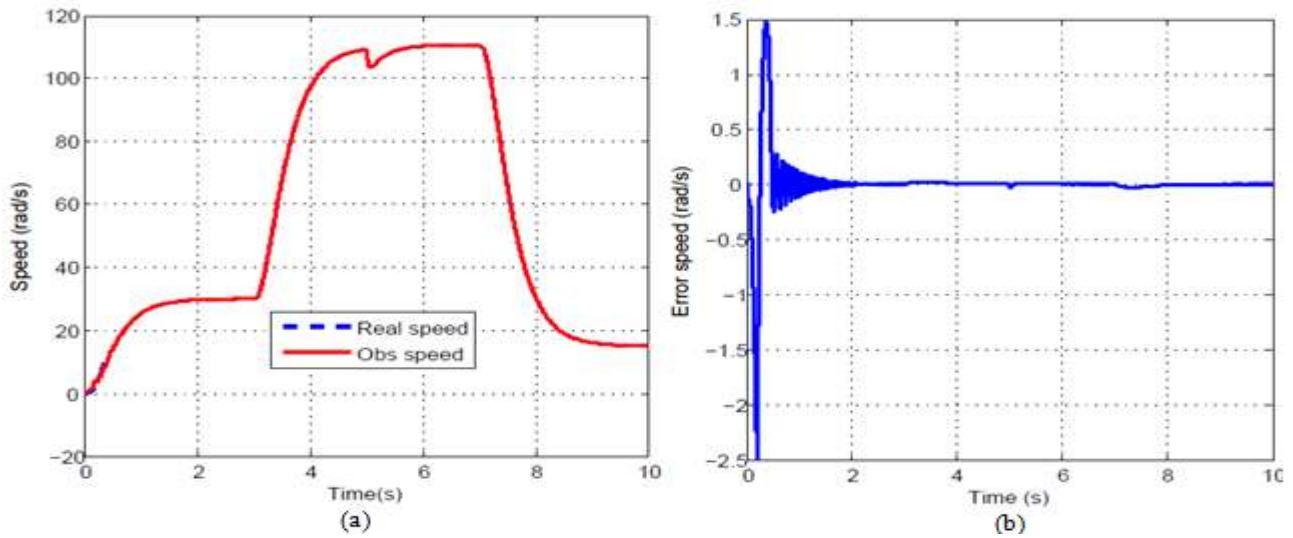 120
100
80
60
40
20
0
−20
Speed (rad/s)
Real speed
Obs speed
0 2 4 6 8 10
Time(s)
(a)
1.5
1
0.5
0
−0.5
−1
−1.5
−2
−2.5
Error speed (rad/s)
0 2 4 6 8 10
Time (s)
(b)